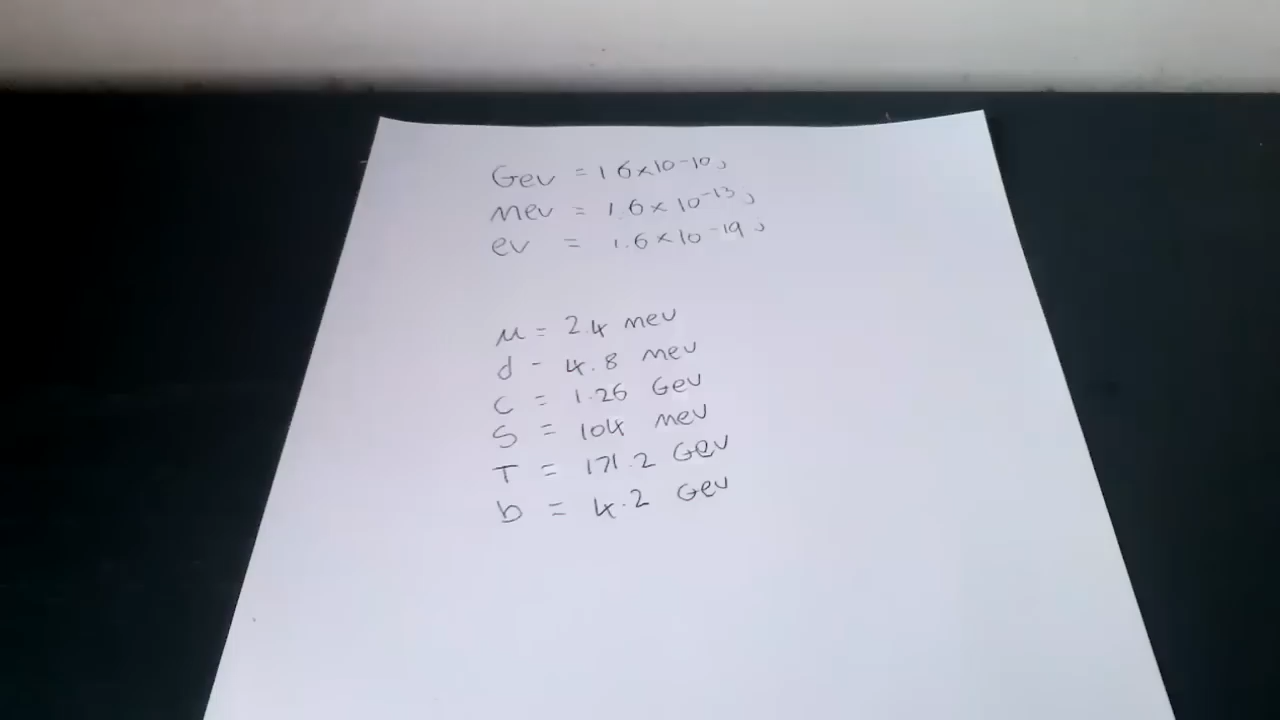 Gev = 1 6 x 10 -10 J
Mev = 1.6 x 10 -13 J
ev = 1.6 x 10 -19 J
u = 2.4 mev
d - 4.8 mev
C = 1.26 Gev
S = 104 mev
T = 171.2 Gev
b = 4.2 Gev